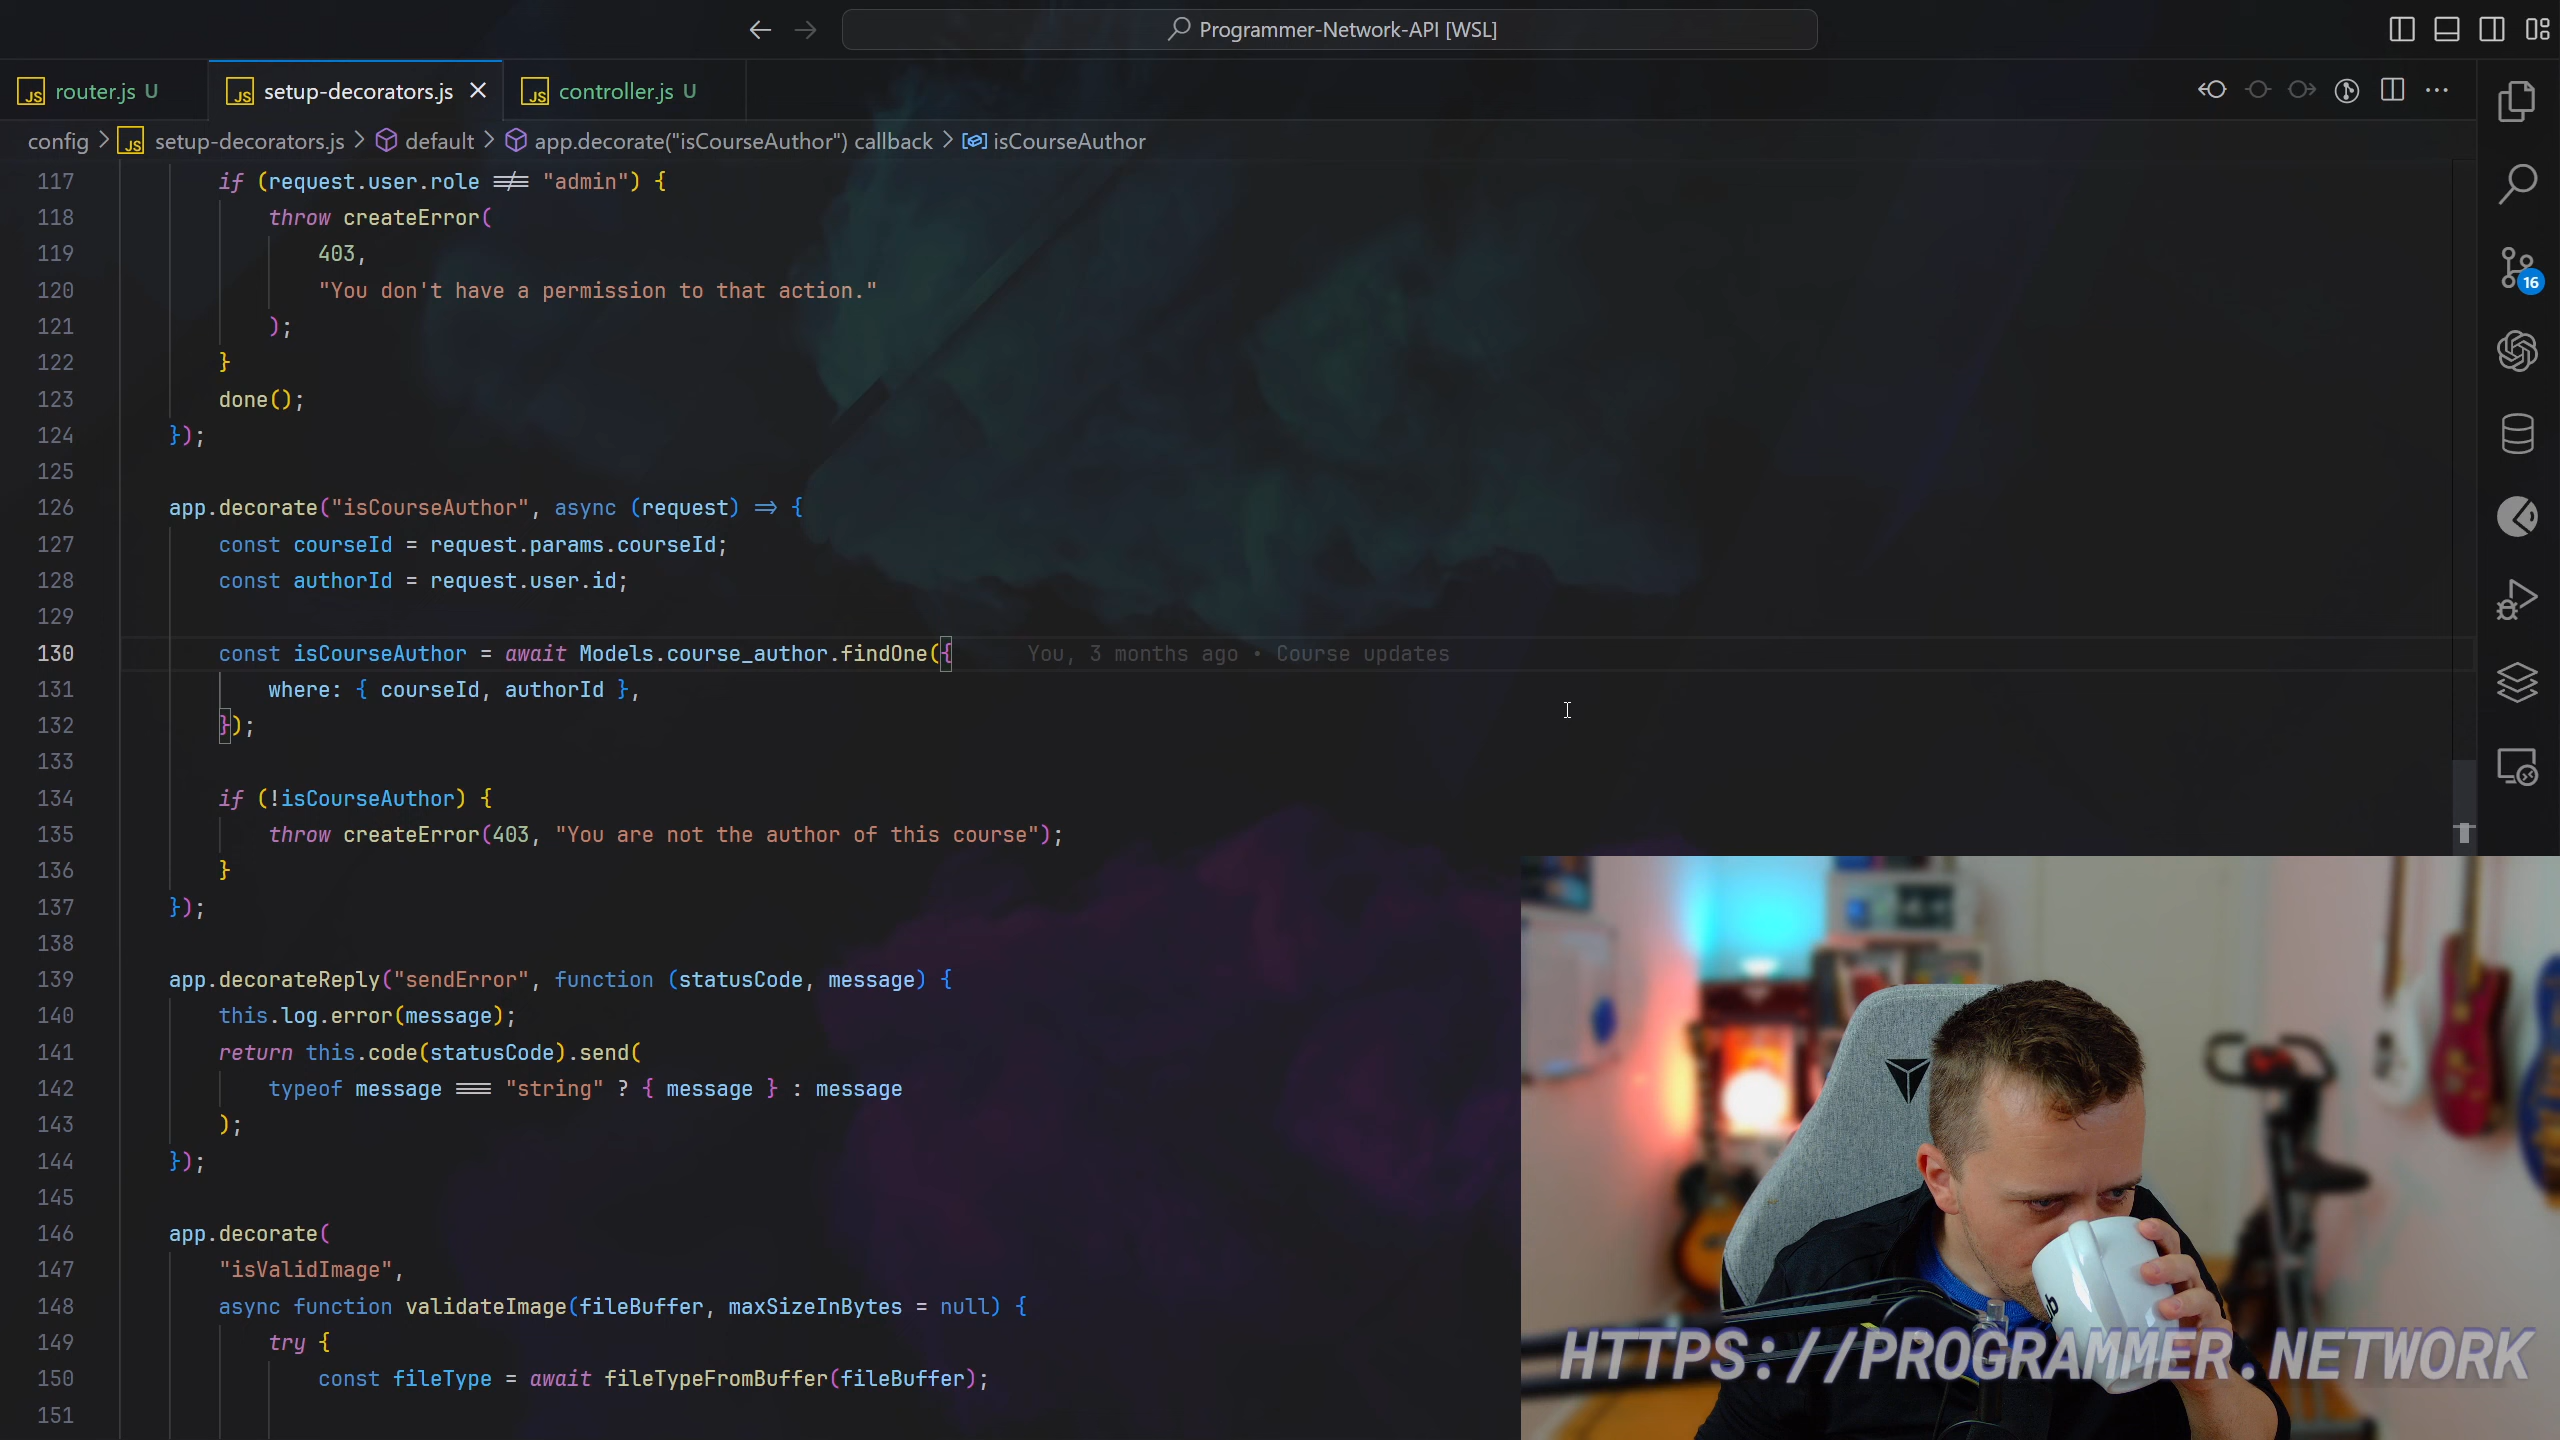 Programmer-Network-API [WSL]
JS router.js U
JS setup-decorators.js
JS controller.js U
config > JS setup-decorators.js > default > app.decorate("isCourseAuthor") callback > isCourseAuthor
117 if (request.user.role !== "admin") {
118 throw createError(
119 403,
120 "You don't have a permission to that action."
121 );
122 }
123 done();
124 });
125
126 app.decorate("isCourseAuthor", async (request) => {
127 const courseId = request.params.courseId;
128 const authorId = request.user.id;
129
130 const isCourseAuthor = await Models.course_author.findOne({ You, 3 months ago • Course updates
131 where: { courseId, authorId },
132 });
133
134 if (!isCourseAuthor) {
135 throw createError(403, "You are not the author of this course");
136 }
137 });
138
139 app.decorateReply("sendError", function (statusCode, message) {
140 this.log.error(message);
141 return this.code(statusCode).send(
142 typeof message === "string" ? { message } : message
143 );
144 });
145
146 app.decorate(
147 "isValidImage",
148 async function validateImage(fileBuffer, maxSizeInBytes = null) {
149 try {
150 const fileType = await fileTypeFromBuffer(fileBuffer);
151
16
HTTPS://PROGRAMMER.NETWORK